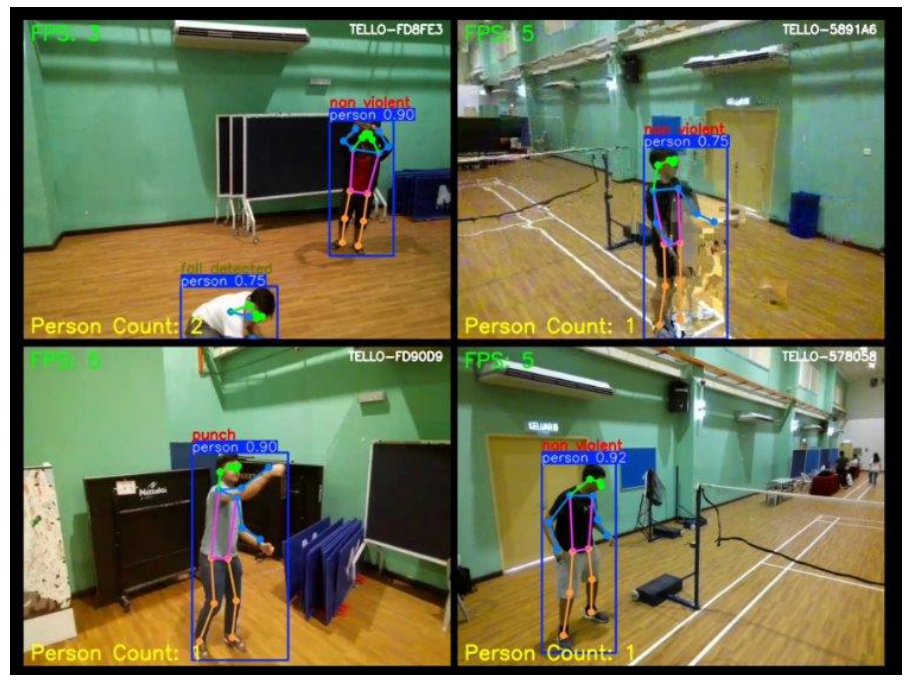 FPS: 3
TELLO-FD8FE3
non violent
person 0.90
fall detected
person 0.75
Person Count: 2
FPS: 5
TELLO-5891A6
non violent
person 0.75
Person Count: 1
TELLO-FD90D9
punch
person 0.90
Person Count: 1
FPS: 5
TELLO-578058
KELUAR
non violent
person 0.92
Person Count: 1